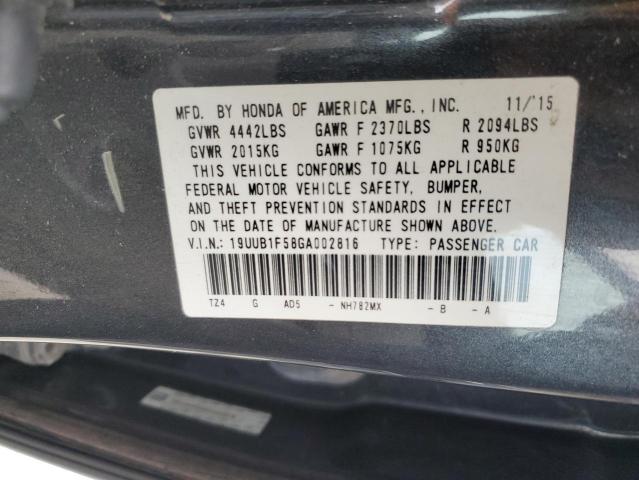 MFD. BY HONDA OF AMERICA MFG., INC. 11/'15
GVWR 4442LBS GAWR F 2370LBS R 2094LBS
GVWR 2015KG GAWR F 1075KG R 950KG
THIS VEHICLE CONFORMS TO ALL APPLICABLE
FEDERAL MOTOR VEHICLE SAFETY, BUMPER,
AND THEFT PREVENTION STANDARDS IN EFFECT
ON THE DATE OF MANUFACTURE SHOWN ABOVE.
V.I.N.: 19UUB1F58GA002816 TYPE: PASSENGER CAR
TZ4 G AD5 - NH782MX - B - A